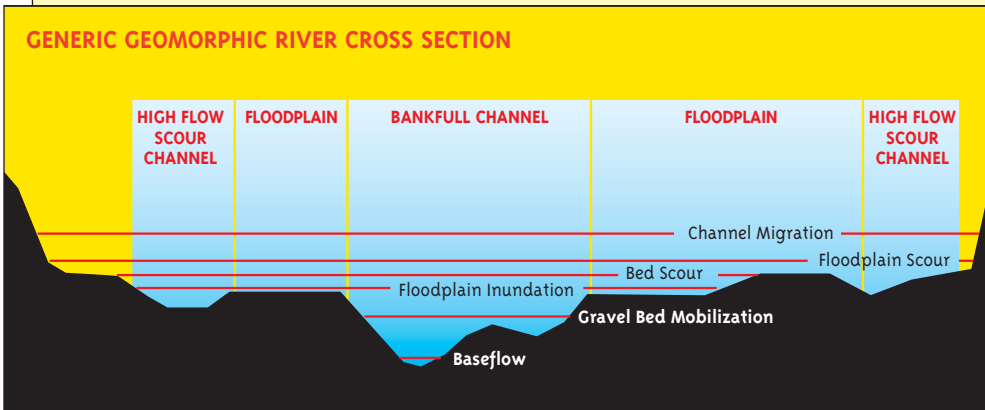 GENERIC GEOMORPHIC RIVER CROSS SECTION
HIGH FLOW
SCOUR
CHANNEL
FLOODPLAIN
BANKFULL CHANNEL
FLOODPLAIN
HIGH FLOW
SCOUR
CHANNEL
Channel Migration
Floodplain Scour
Bed Scour
Floodplain Inundation
Gravel Bed Mobilization
Baseflow